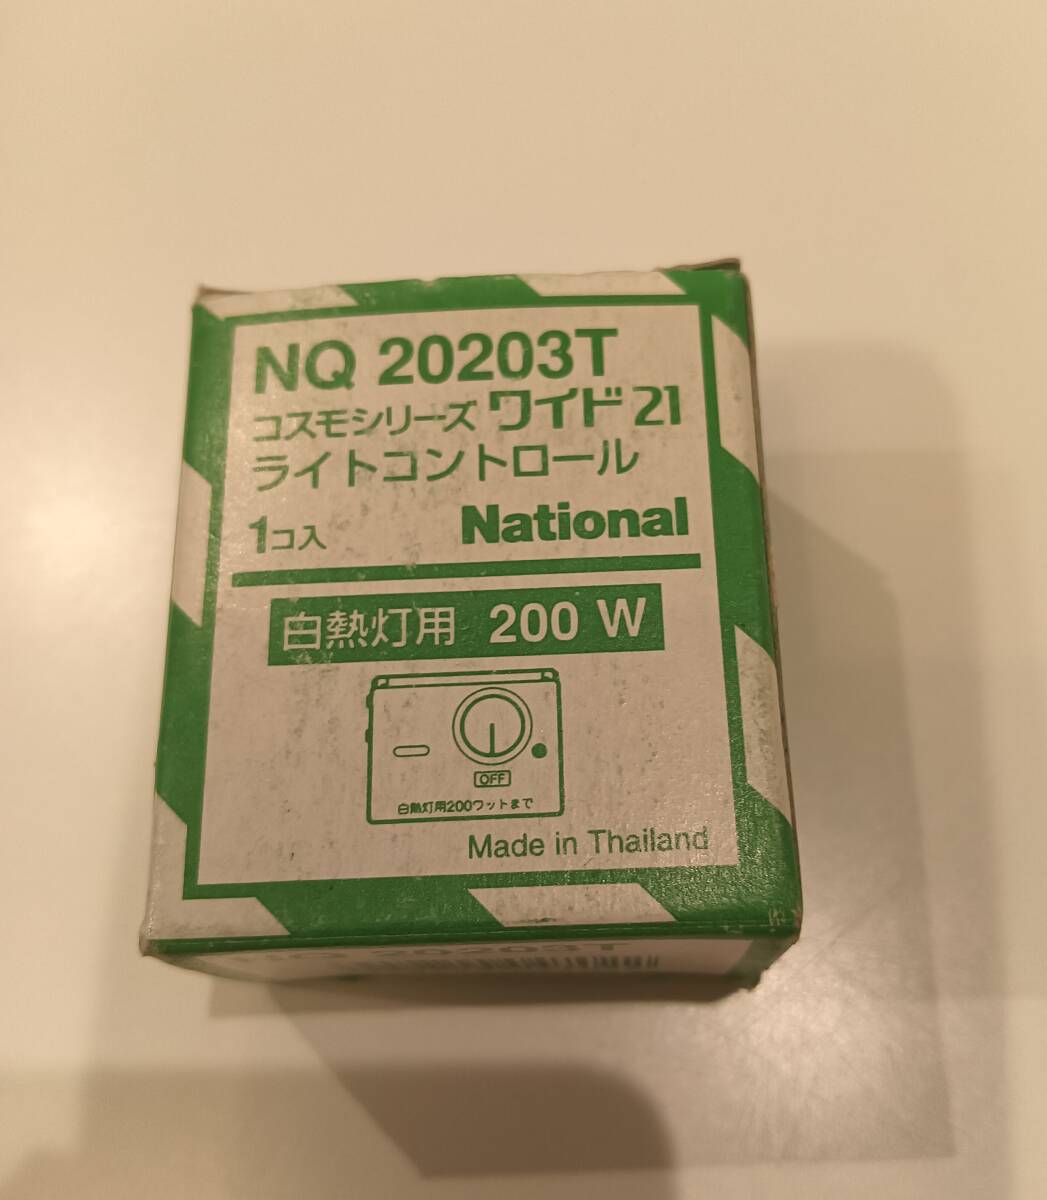 NQ 20203T
コスモシリーズ ワイド21
ライトコントロール
1コ入 National
白熱灯用 200 W
OFF
白熱灯用200ワットまで
Made in Thailand
NQ 20203T